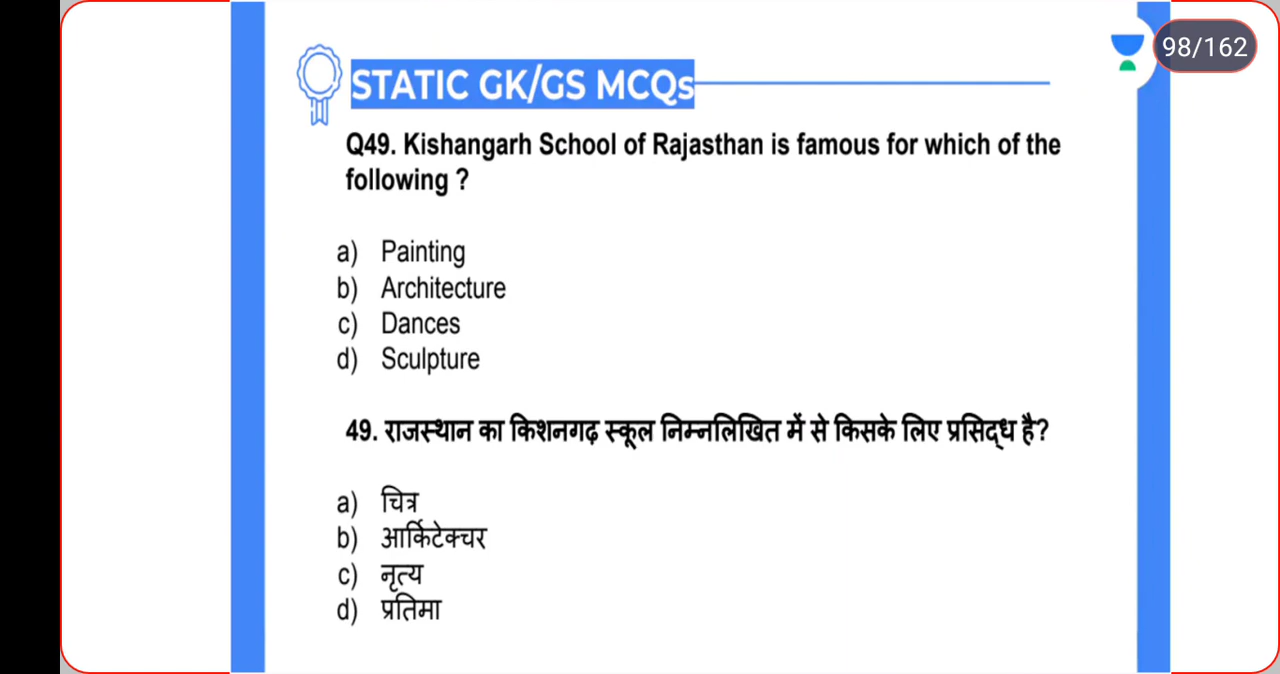 98/162
STATIC GK/GS MCQs
Q49. Kishangarh School of Rajasthan is famous for which of the
following ?
a) Painting
b) Architecture
c) Dances
d) Sculpture
49. राजस्थान का किशनगढ़ स्कूल निम्नलिखित में से किसके लिए प्रसिद्ध है?
a) चित्र
b) आर्किटेक्चर
c) नृत्य
d) प्रतिमा